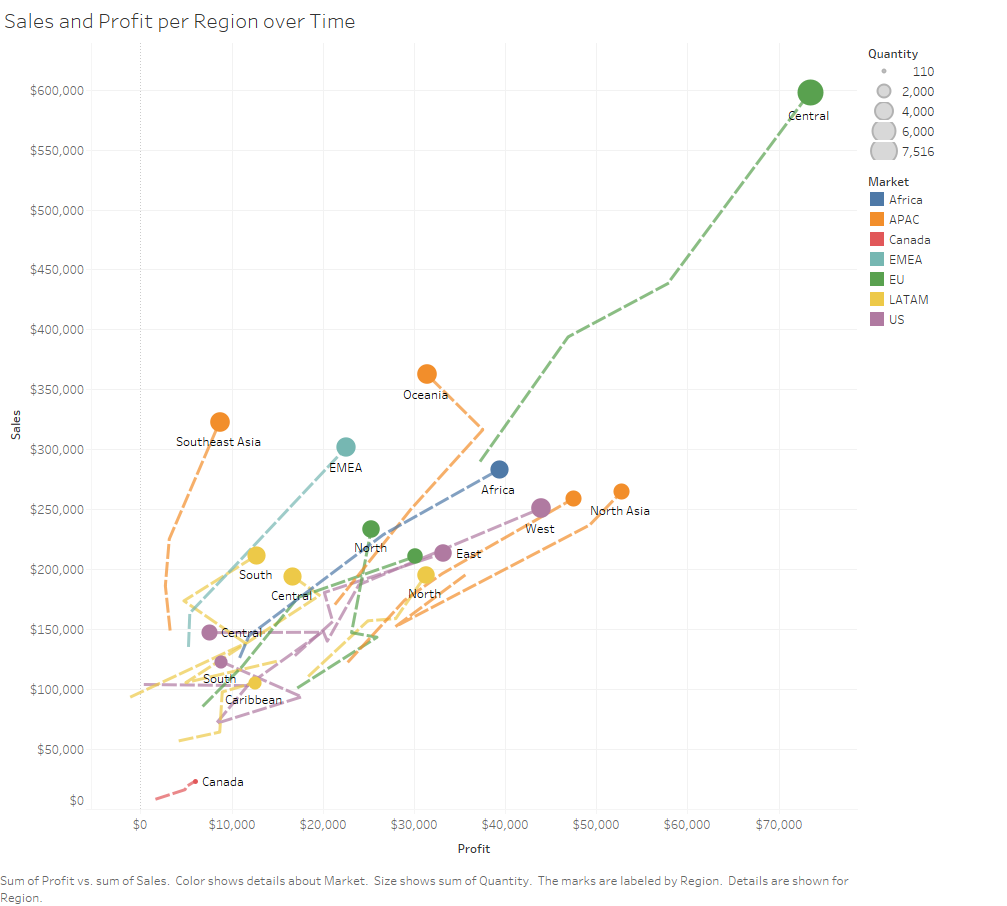 Sales and Profit per Region over Time
Quantity
110
2,000
4,000
6,000
7,516
Market
Africa
APAC
Canada
EMEA
EU
LATAM
US
Sales
$600,000
$550,000
$500,000
$450,000
$400,000
$350,000
$300,000
$250,000
$200,000
$150,000
$100,000
$50,000
$0
Central
Oceania
Southeast Asia
EMEA
Africa
North Asia
West
North
East
South
Central
North
Central
South
Caribbean
Canada
$0
$10,000
$20,000
$30,000
$40,000
$50,000
$60,000
$70,000
Profit
Sum of Profit vs. sum of Sales. Color shows details about Market. Size shows sum of Quantity. The marks are labeled by Region. Details are shown for
Region.